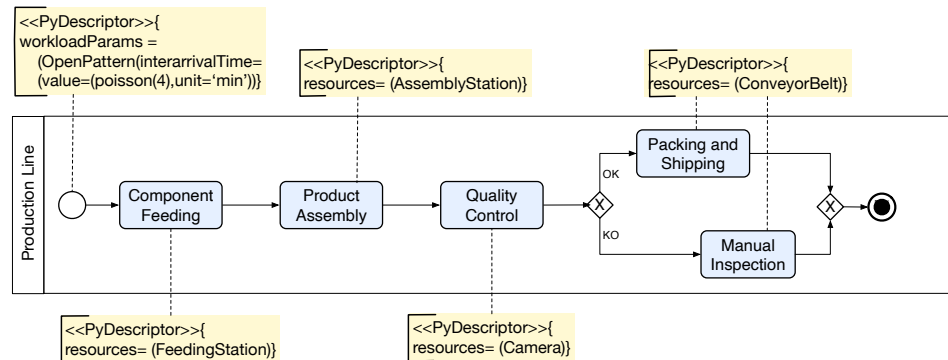 <<PyDescriptor>>{
workloadParams =
(OpenPattern(interarrivalTime=
(value=(poisson(4),unit=‘min’))}
<<PyDescriptor>>{
resources= (AssemblyStation)}
<<PyDescriptor>>{
resources= (ConveyorBelt)}
Production Line
Component
Feeding
Product
Assembly
Quality
Control
X
OK
KO
Packing and
Shipping
Manual
Inspection
X
<<PyDescriptor>>{
resources= (FeedingStation)}
<<PyDescriptor>>{
resources= (Camera)}